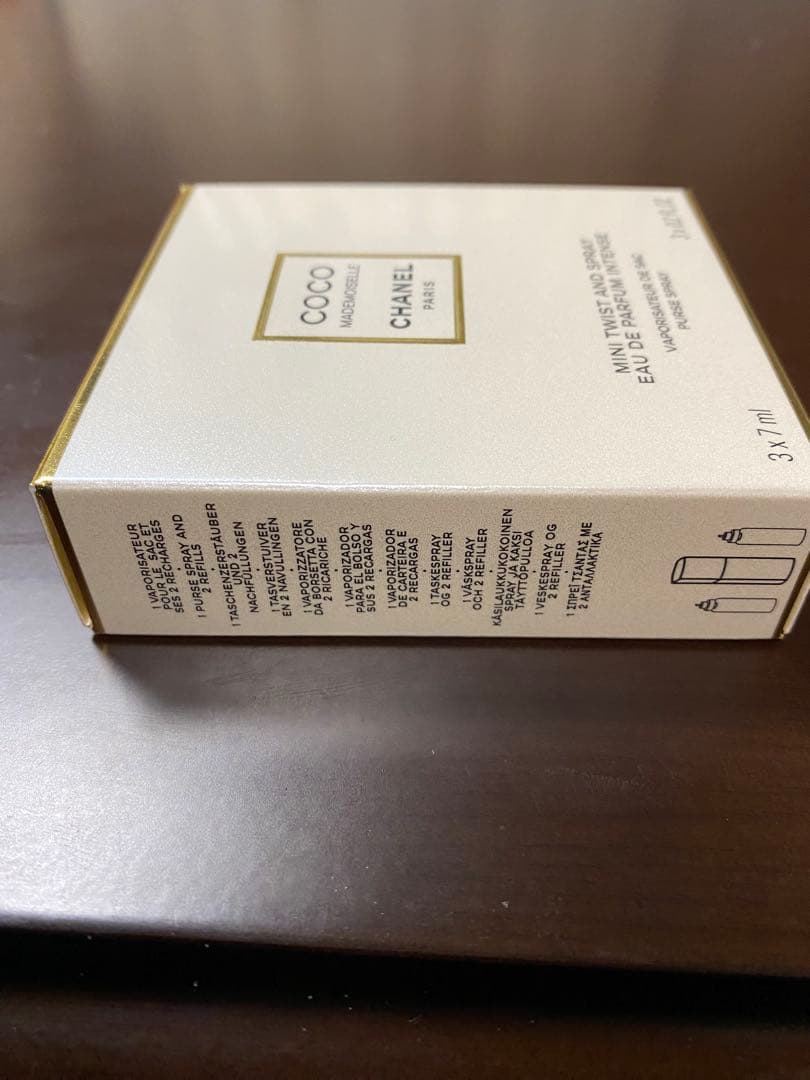 COCO
MADEMOISELLE
CHANEL
PARIS
MINI TWIST AND SPRAY
EAU DE PARFUM INTENSE
VAPORISATEUR DE SAC
PURSE SPRAY
3 x 7 ml
1 VAPORISATEUR
POUR LE SAC ET
SES 2 RECHARGES
•
1 PURSE SPRAY AND
2 REFILLS
•
1 TASCHENZERSTÄUBER
UND 2
NACHFÜLLUNGEN
•
1 TASVERSTUIVER
EN 2 NAVULLINGEN
•
1 VAPORIZZATORE
DA BORSETTA CON
2 RICARICHE
•
1 VAPORIZADOR
PARA EL BOLSO Y
SUS 2 RECARGAS
•
1 VAPORIZADOR
DE CARTEIRA E
2 RECARGAS
•
1 TASKESPRAY
OG 2 REFILLER
•
1 VÄSKSPRAY
OCH 2 REFILLER
•
KÄSILAUKKUKOKOINEN
SPRAY JA KAKSI
TÄYTTÖPULLOA
•
1 VESKESPRAY OG
2 REFILLER
•
1 ΣΠΡΕΪ ΤΣΑΝΤΑΣ ΜΕ
2 ΑΝΤΑΛΛΑΚΤΙΚΑ